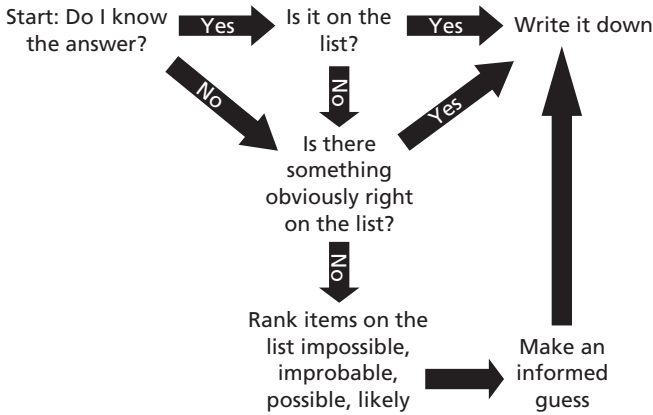 Start: Do I know
the answer?
Yes
Is it on the
list?
Yes
Write it down
No
No
Yes
Is there
something
obviously right
on the list?
No
Rank items on the
list impossible,
improbable,
possible, likely
Make an
informed
guess